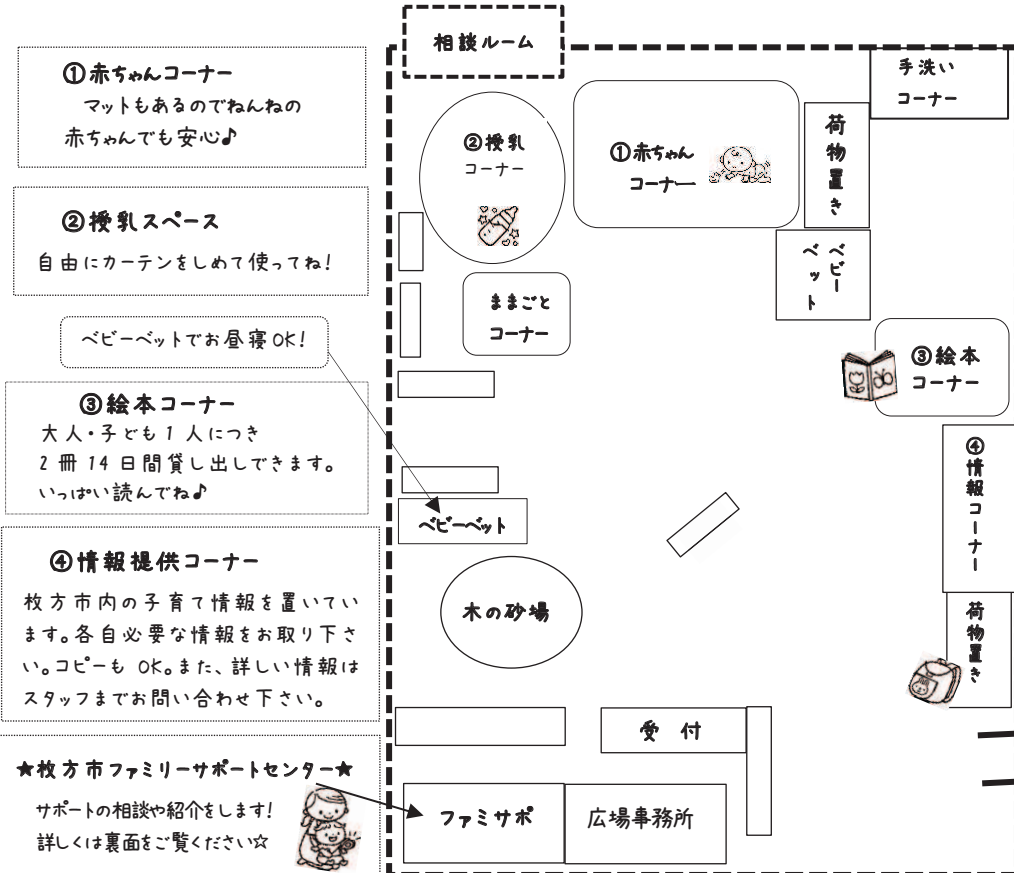 ①赤ちゃんコーナー
マットもあるのでねんねの
赤ちゃんでも安心♪
②授乳スペース
自由にカーテンをしめて使ってね!
ベビーベットでお昼寝OK!
③絵本コーナー
大人・子ども1人につき
2冊14日間貸し出しできます。
いっぱい読んでね♪
④情報提供コーナー
枚方市内の子育て情報を置いてい
ます。各自必要な情報をお取り下さ
い。コピーも OK。また、詳しい情報は
スタッフまでお問い合わせ下さい。
★枚方市ファミリーサポートセンター★
サポートの相談や紹介をします!
詳しくは裏面をご覧ください☆
相談ルーム
手洗い
コーナー
②授乳
コーナー
①赤ちゃん
コーナー
荷物置き
ベビー
ベット
ままごと
コーナー
③絵本
コーナー
④情報コーナー
ベビーベット
木の砂場
荷物置き
受 付
ファミサポ
広場事務所